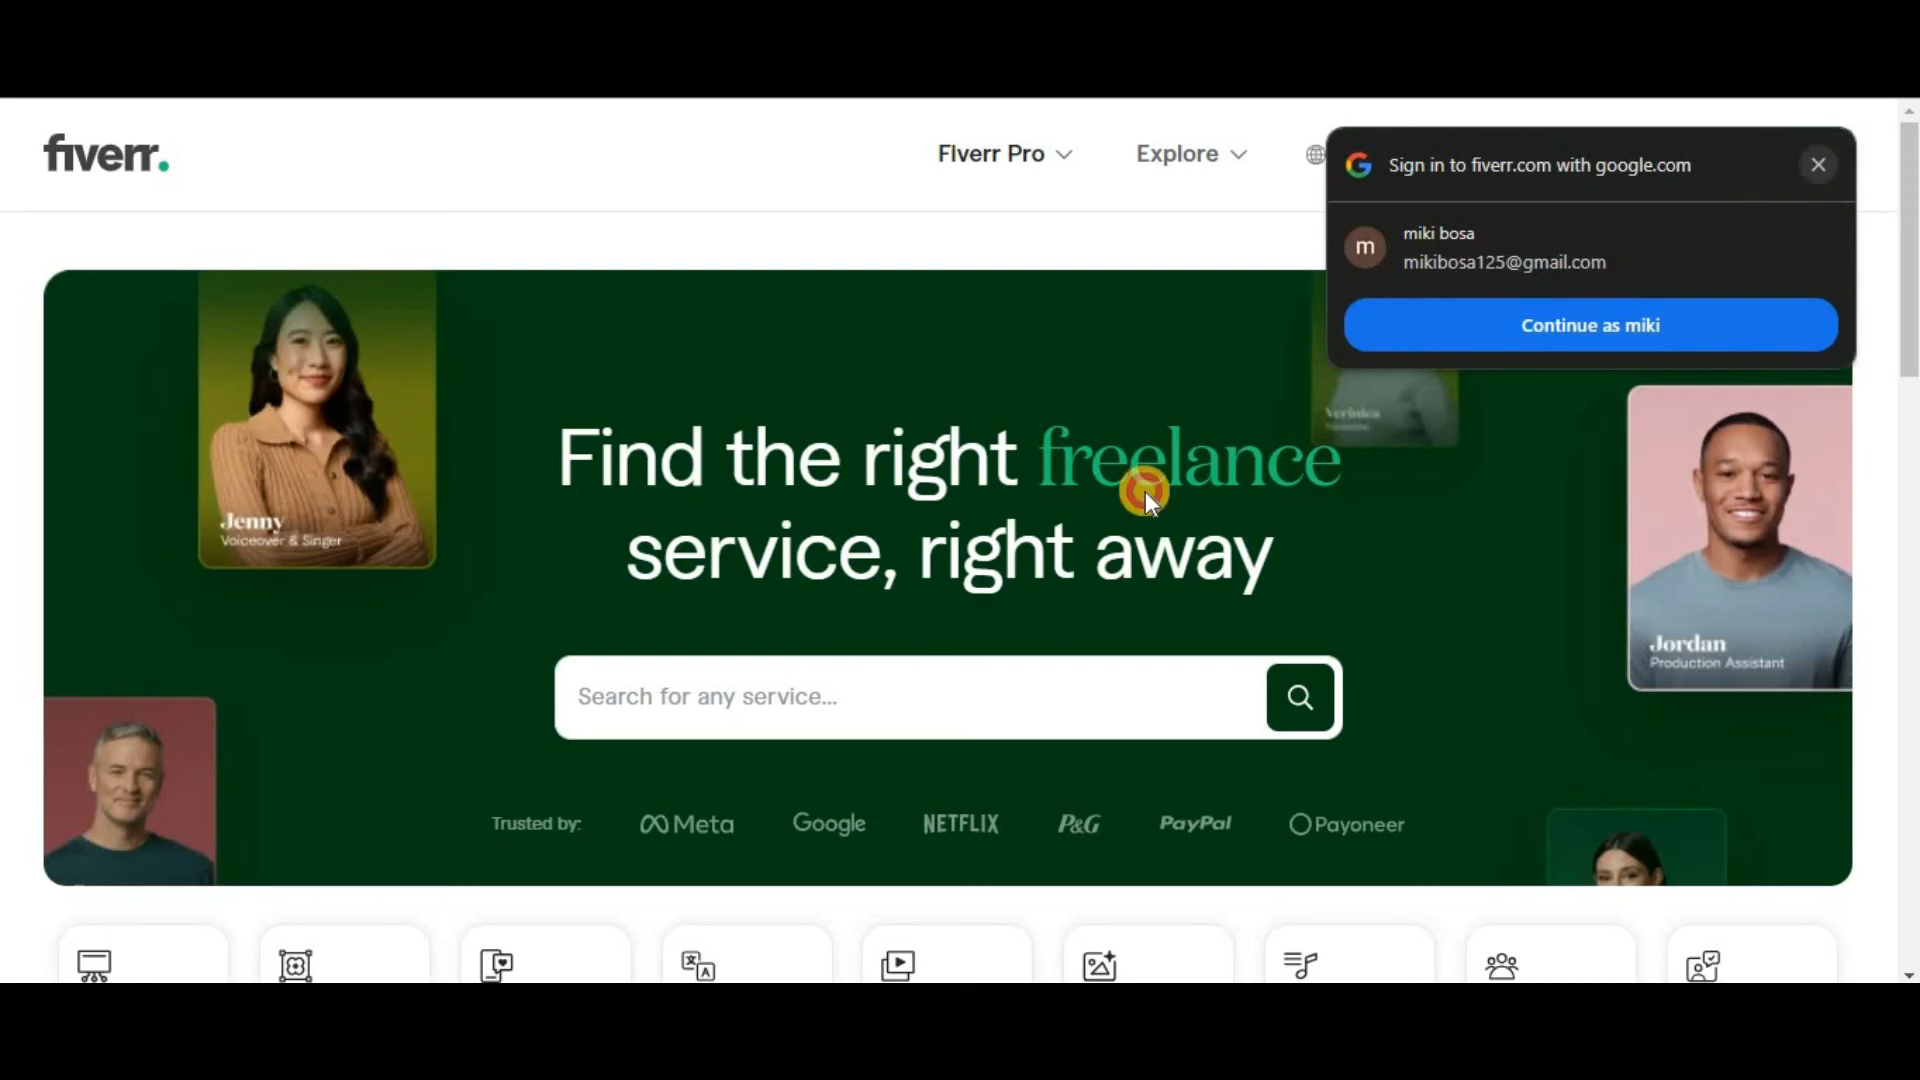 fiverr.
FIverr Pro
Explore
Sign in to fiverr.com with google.com
m
miki bosa
mikibosa125@gmail.com
Continue as miki
Find the right freelance
service, right away
Jenny
Voiceover & Singer
Verinica
Jordan
Production Assistant
Search for any service...
Trusted by:
Meta
Google
NETFLIX
P&G
PayPal
Payoneer